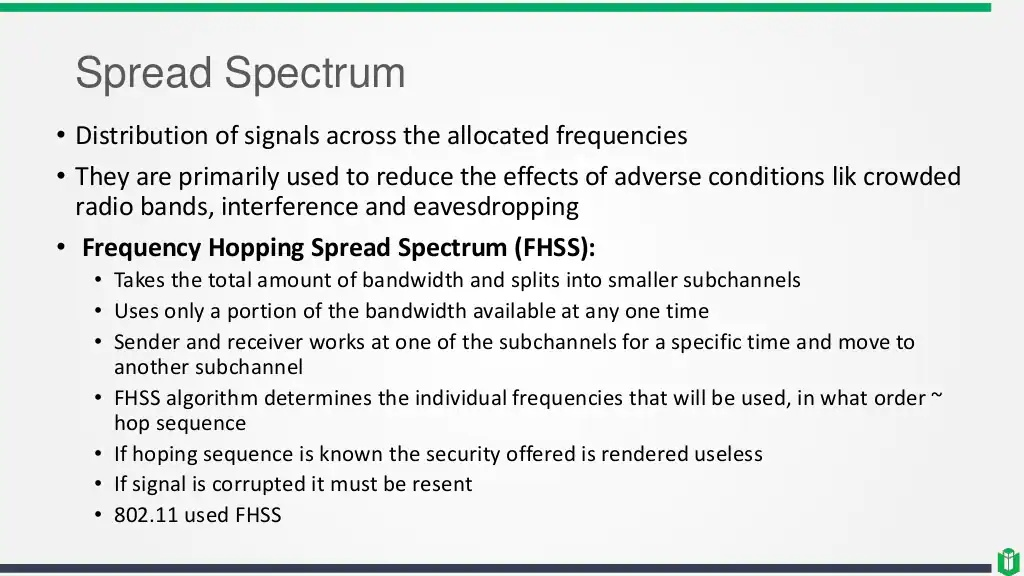 Spread Spectrum
• Distribution of signals across the allocated frequencies
• They are primarily used to reduce the effects of adverse conditions lik crowded
radio bands, interference and eavesdropping
• Frequency Hopping Spread Spectrum (FHSS):
• Takes the total amount of bandwidth and splits into smaller subchannels
• Uses only a portion of the bandwidth available at any one time
• Sender and receiver works at one of the subchannels for a specific time and move to
another subchannel
• FHSS algorithm determines the individual frequencies that will be used, in what order ~
hop sequence
• If hoping sequence is known the security offered is rendered useless
• If signal is corrupted it must be resent
• 802.11 used FHSS